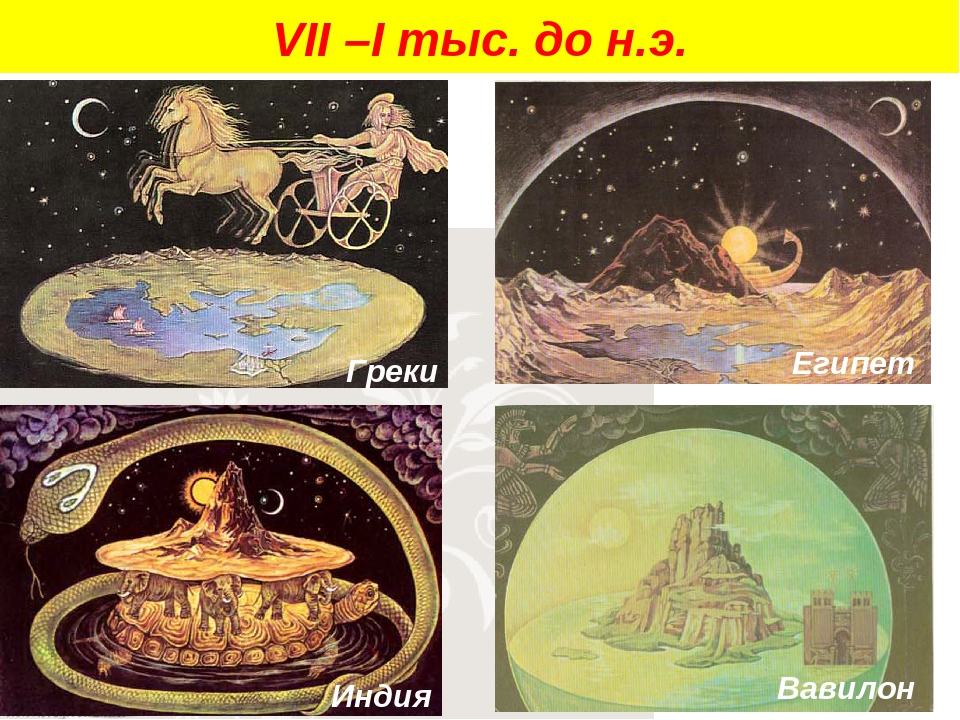 VII –I тыс. до н.э.
Греки
Египет
Индия
Вавилон